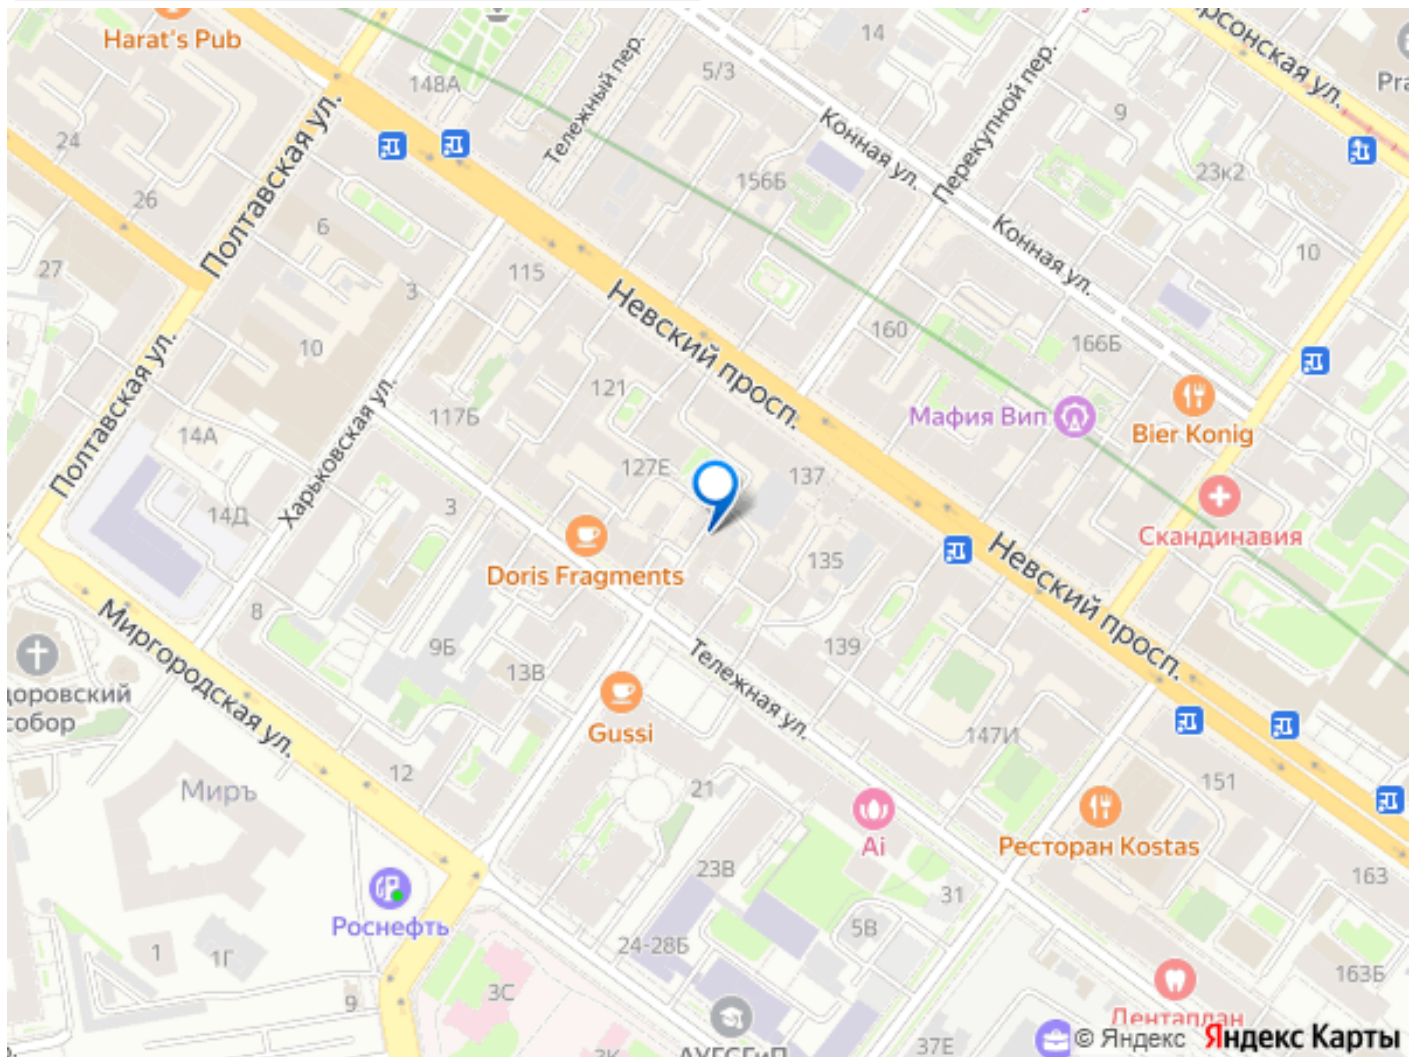 Harat's Pub
148А
Тележный пер.
5/3
14
Конная ул.
Перекупной пер.
9
23к2
24
26
Полтавская ул.
6
156Б
Конная ул.
10
27
3
115
Невский просп.
160
166Б
10
Полтавская ул.
14А
Харьковская ул.
117Б
121
Мафия Вип
Bier Konig
127Е
137
3
14Д
Скандинавия
Doris Fragments
135
Невский просп.
8
Миргородская ул.
9Б
13В
139
Тележная ул.
собор
Gussi
147И
12
21
151
Миръ
Ai
Ресторан Kostas
23В
163
31
Роснефть
5В
24-28Б
1
1Г
163Б
3С
9
Дентаплан
37Е
© Яндекс Яндекс Карты